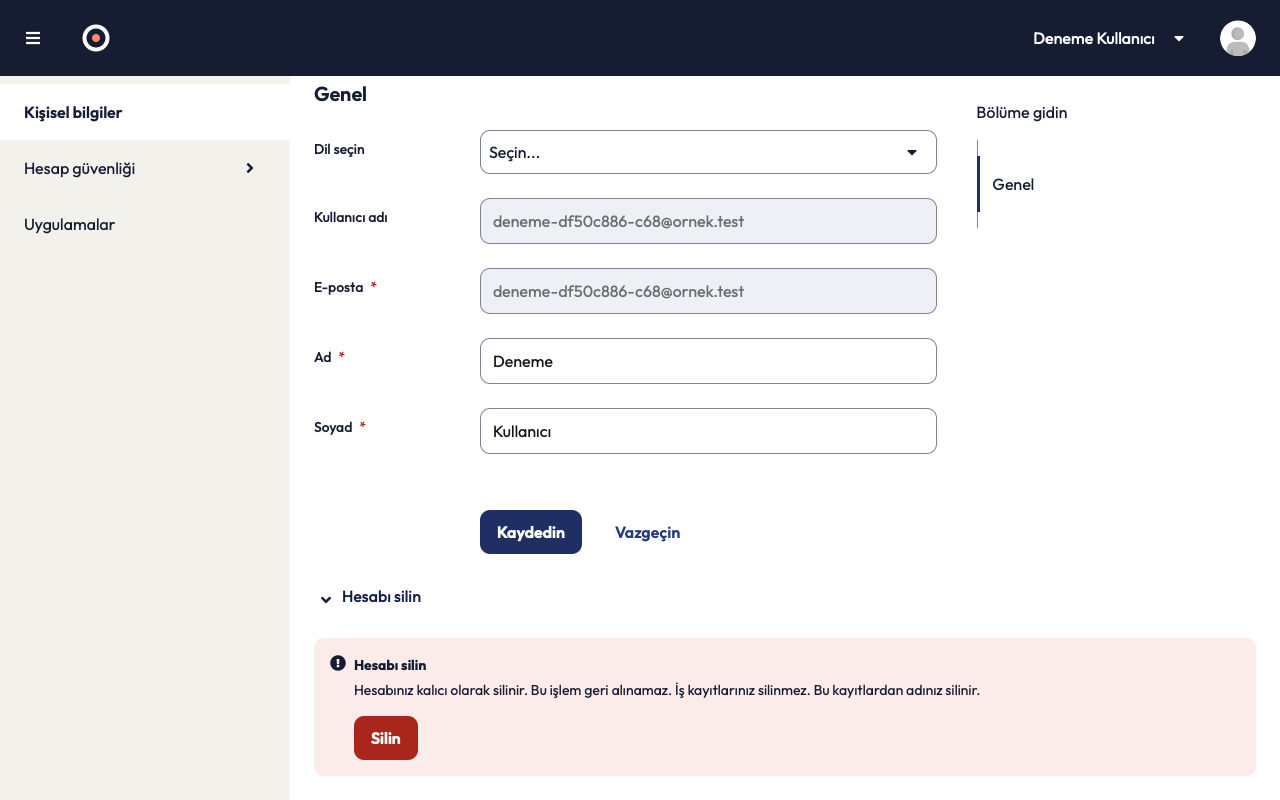 Deneme Kullanıcı
Kişisel bilgiler
Hesap güvenliği
Uygulamalar
Genel
Dil seçin
Seçin...
Kullanıcı adı
deneme-df50c886-c68@ornek.test
E-posta *
deneme-df50c886-c68@ornek.test
Ad *
Deneme
Soyad *
Kullanıcı
Kaydedin
Vazgeçin
Bölüme gidin
Genel
Hesabı silin
Hesabı silin
Hesabınız kalıcı olarak silinir. Bu işlem geri alınamaz. İş kayıtlarınız silinmez. Bu kayıtlardan adınız silinir.
Silin